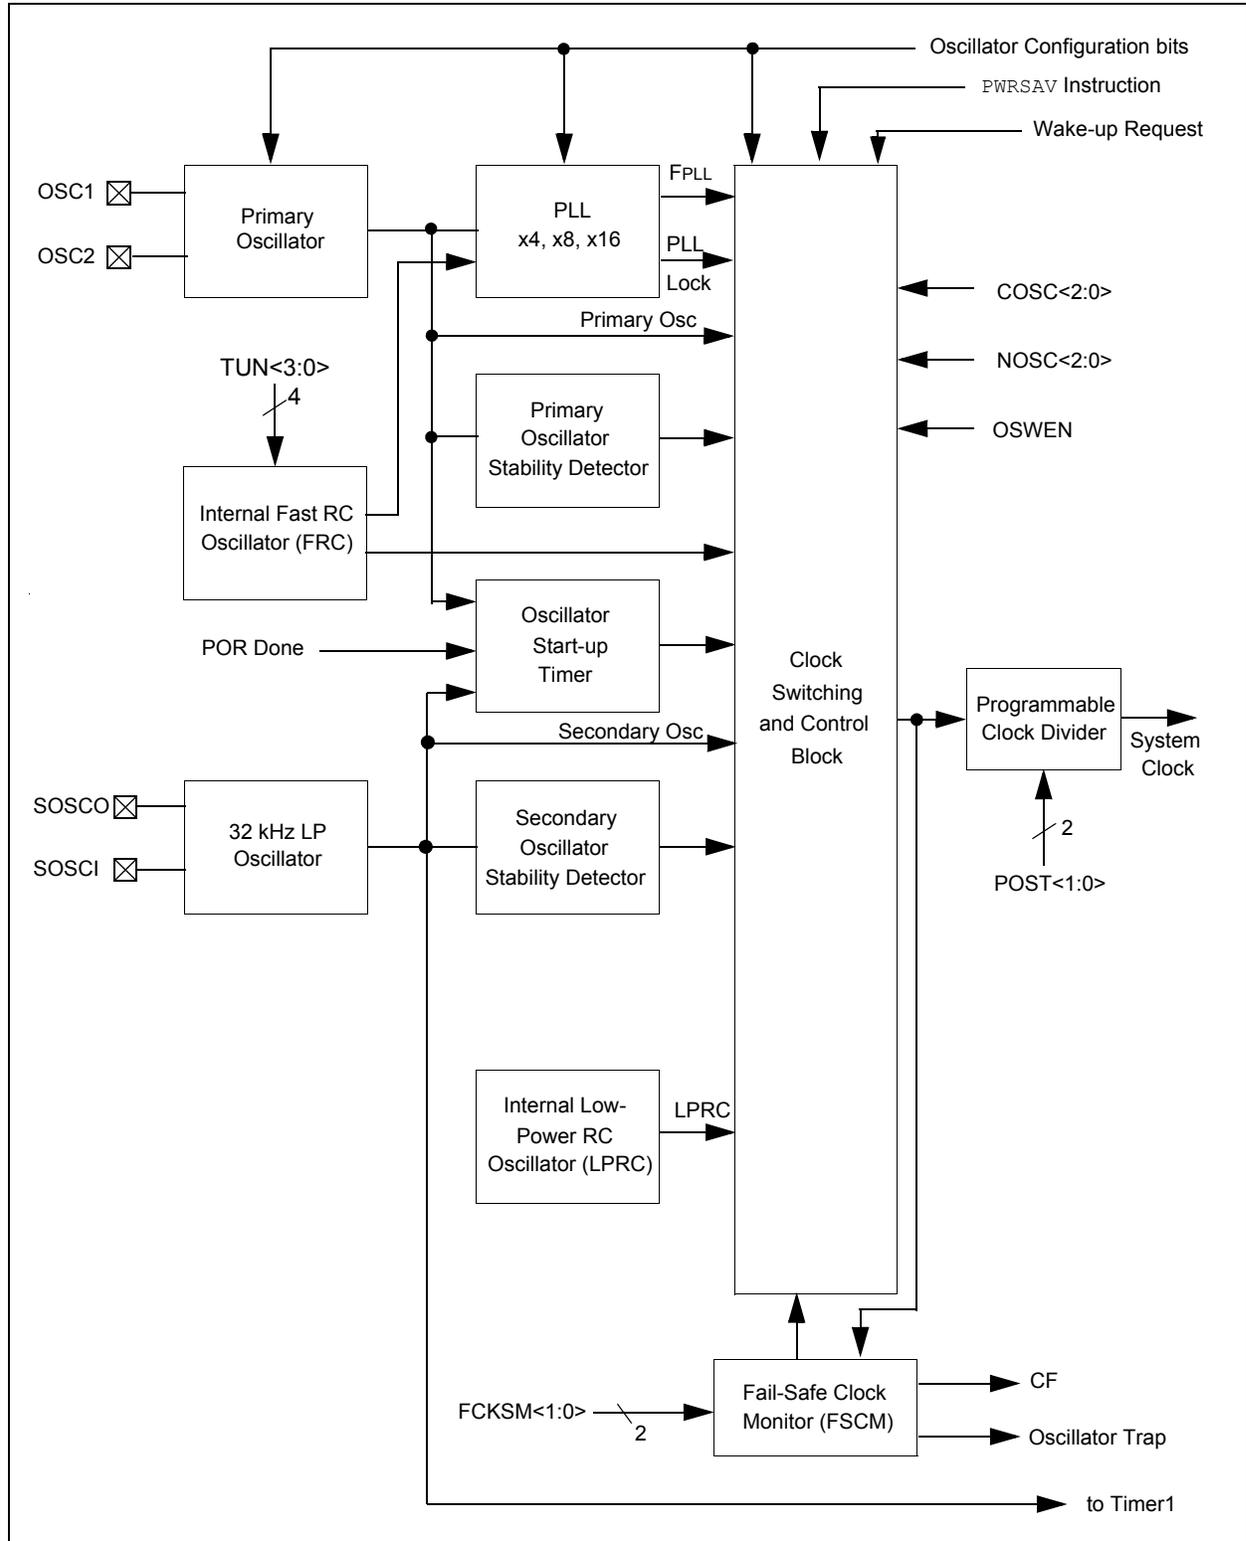 Oscillator Configuration bits
PWRSAV Instruction
Wake-up Request
OSC1
OSC2
Primary
Oscillator
PLL
x4, x8, x16
FPLL
PLL
Lock
COSC<2:0>
Primary Osc
NOSC<2:0>
TUN<3:0>
4
Primary
Oscillator
Stability Detector
OSWEN
Internal Fast RC
Oscillator (FRC)
Oscillator
Start-up
Timer
POR Done
Clock
Switching
and Control
Block
Programmable
Clock Divider
System
Clock
Secondary Osc
SOSCO
SOSCI
32 kHz LP
Oscillator
Secondary
Oscillator
Stability Detector
2
POST<1:0>
Internal Low-
Power RC
Oscillator (LPRC)
LPRC
FCKSM<1:0>
2
Fail-Safe Clock
Monitor (FSCM)
CF
Oscillator Trap
to Timer1